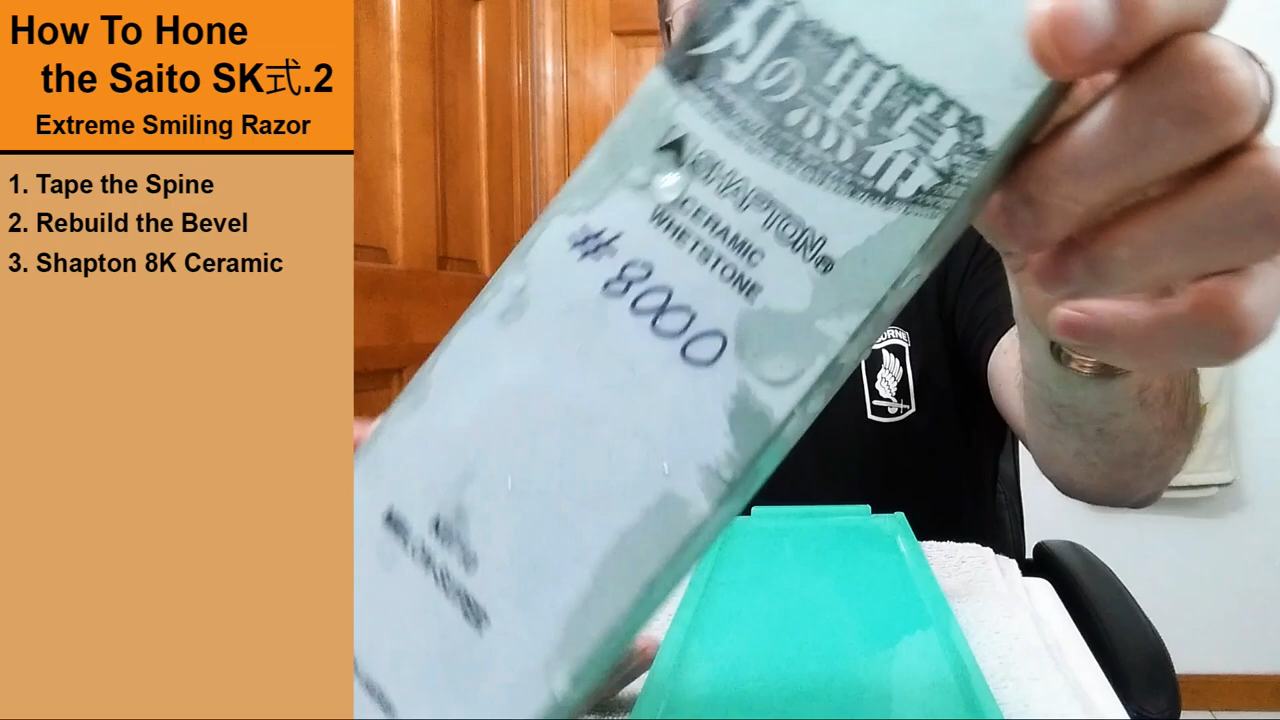 How To Hone
the Saito SK式.2
Extreme Smiling Razor
1. Tape the Spine
2. Rebuild the Bevel
3. Shapton 8K Ceramic
刃の黒幕
SHAPTON®
CERAMIC
WHETSTONE
#8000